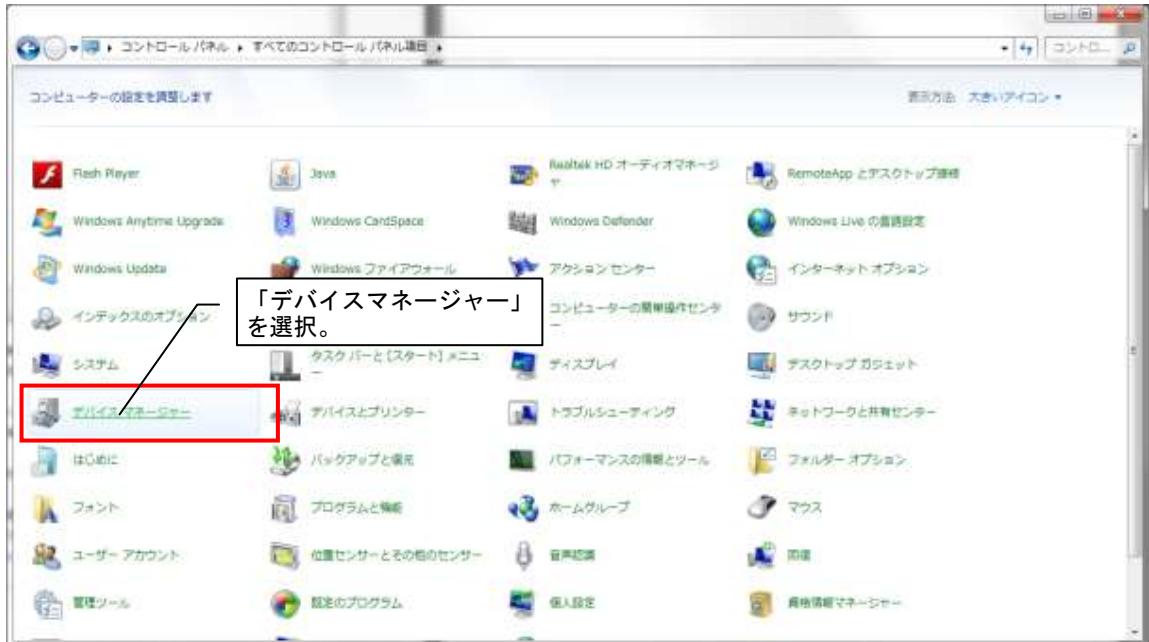 コントロール パネル ▸ すべてのコントロール パネル項目 ▸
コントロ...
コンピューターの設定を調整します
表示方法: 大きいアイコン
Flash Player
Java
Realtek HD オーディオマネージ
ャ
RemoteApp とデスクトップ接続
Windows Anytime Upgrade
Windows CardSpace
Windows Defender
Windows Live の言語設定
Windows Update
Windows ファイアウォール
アクション センター
インターネット オプション
「デバイスマネージャー」
を選択。
インデックスのオプション
コンピューターの簡単操作センタ
ー
サウンド
システム
タスク バーと [スタート] メニュ
ー
ディスプレイ
デスクトップ ガジェット
デバイス マネージャー
デバイスとプリンター
トラブルシューティング
ネットワークと共有センター
はじめに
バックアップと復元
パフォーマンスの情報とツール
フォルダー オプション
フォント
プログラムと機能
ホームグループ
マウス
ユーザー アカウント
位置センサーとその他のセンサー
音声認識
回復
管理ツール
既定のプログラム
個人設定
資格情報マネージャー